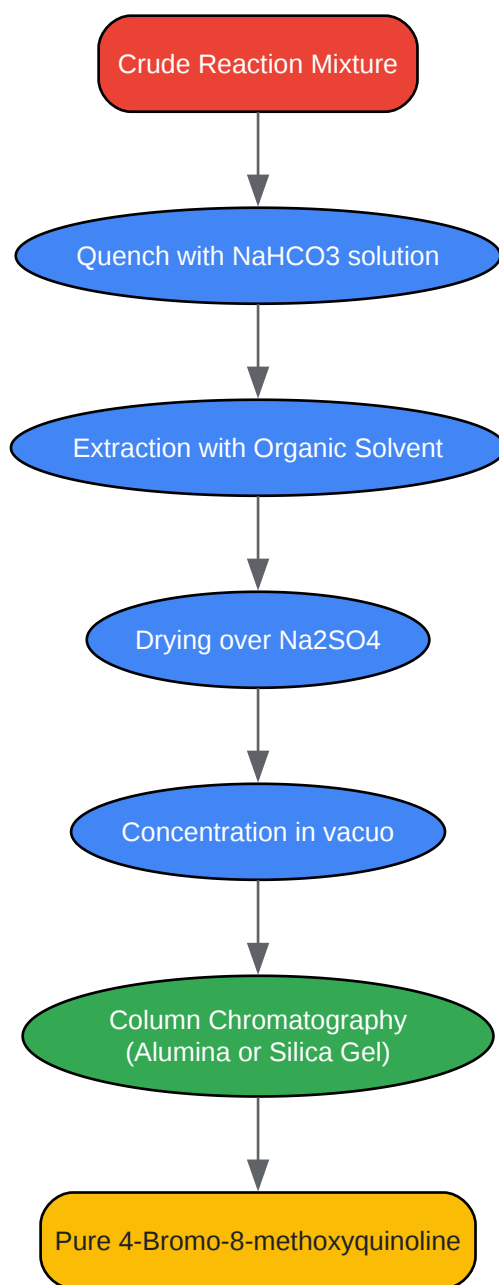 Crude Reaction Mixture
Quench with NaHCO3 solution
Extraction with Organic Solvent
Drying over Na2SO4
Concentration in vacuo
Column Chromatography
(Alumina or Silica Gel)
Pure 4-Bromo-8-methoxyquinoline